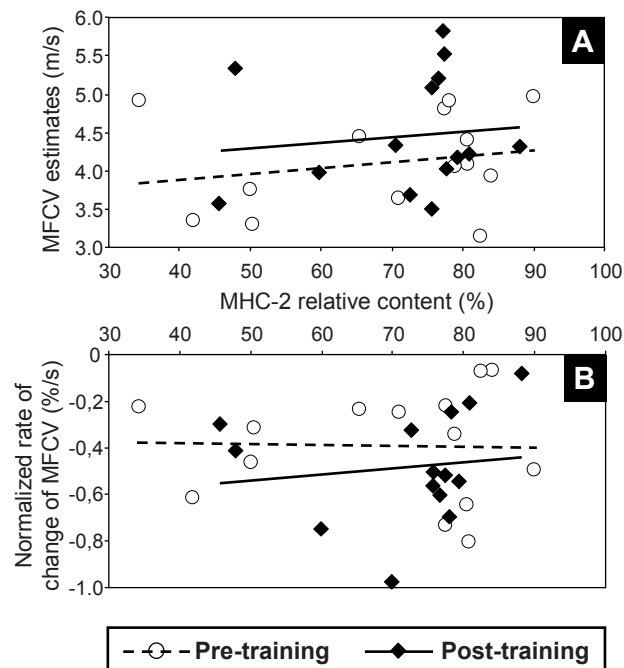 6.0
5.5
5.0
4.5
4.0
3.5
3.0
MFCV estimates (m/s)
A
30 40 50 60 70 80 90 100
MHC-2 relative content (%)
30 40 50 60 70 80 90 100
0
-0,2
-0,4
-0.6
-0.8
-1.0
Normalized rate of
change of MFCV (%/s)
B
Pre-training Post-training